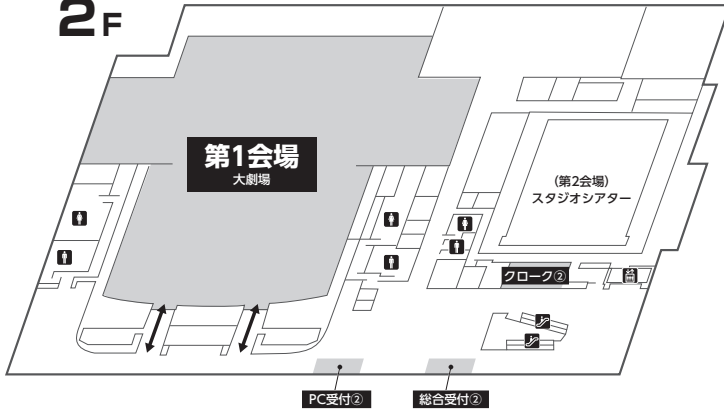 2F
第1会場
大劇場
(第2会場)
スタジオシアター
クローク②
PC受付②
総合受付②